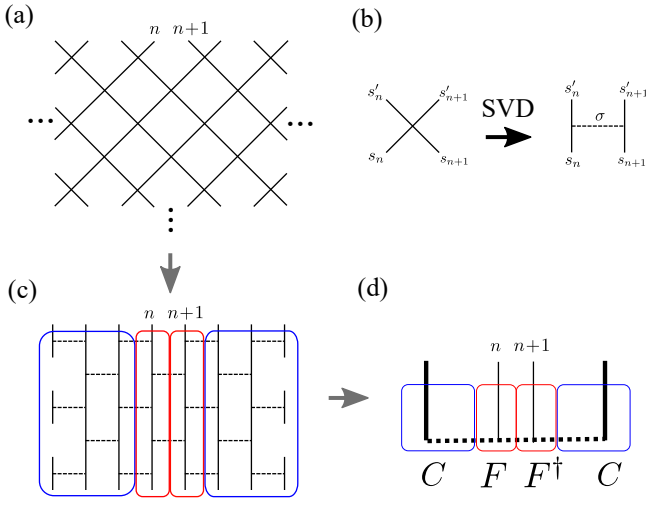 (a)
n n+1
... ...
⋮
(b)
s′ₙ s′ₙ₊₁
sₙ sₙ₊₁
SVD
s′ₙ s′ₙ₊₁
σ
sₙ sₙ₊₁
(c)
n n+1
(d)
n n+1
C F F† C